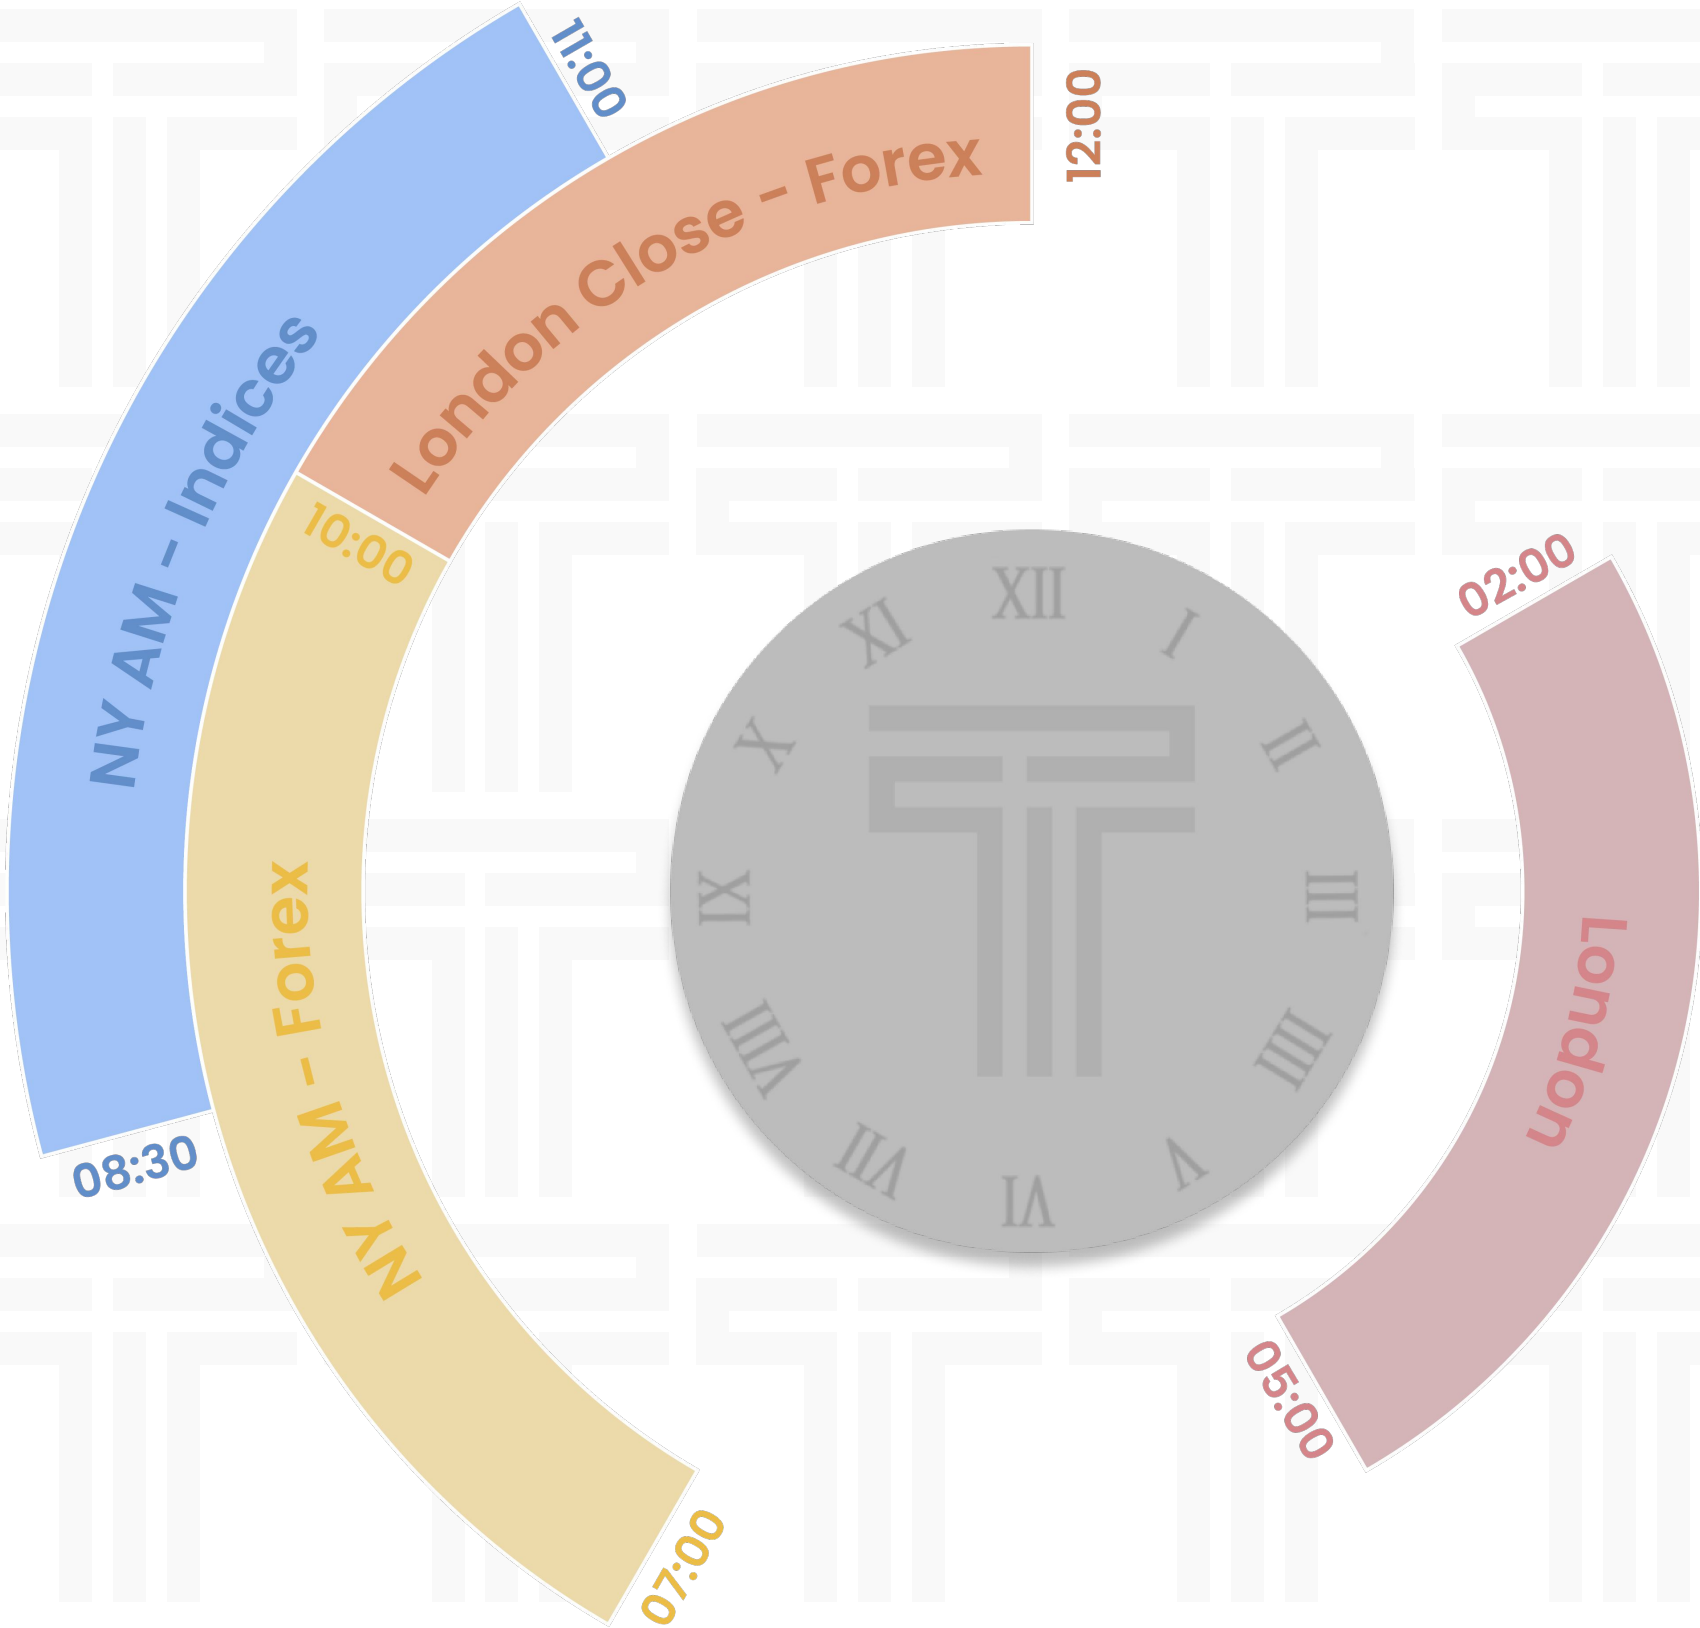 11:00
12:00
London Close - Forex
NY AM - Indices
10:00
02:00
XII
I
II
III
IIII
V
VI
VII
VIII
IX
X
XI
London
NY AM - Forex
08:30
05:00
07:00